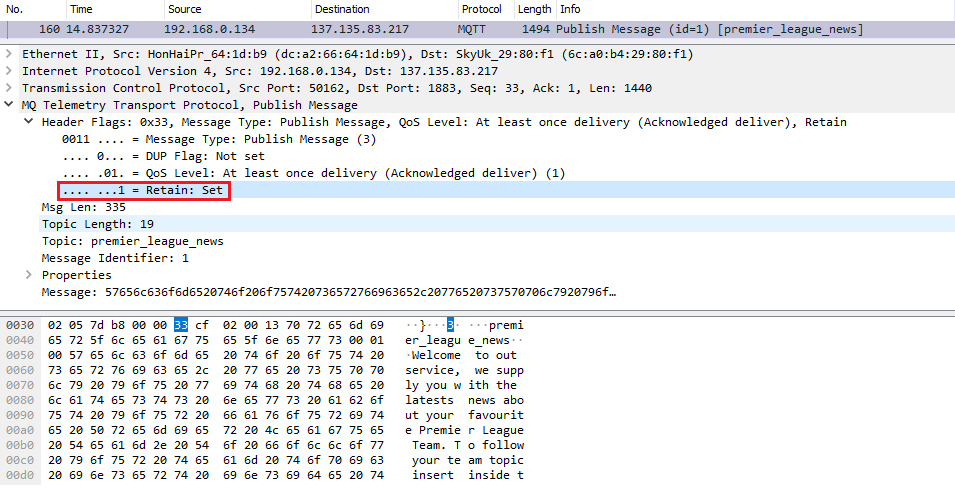 No. Time Source Destination Protocol Length Info
160 14.837327 192.168.0.134 137.135.83.217 MQTT 1494 Publish Message (id=1) [premier_league_news]
Ethernet II, Src: HonHaiPr_64:1d:b9 (dc:a2:66:64:1d:b9), Dst: SkyUk_29:80:f1 (6c:a0:b4:29:80:f1)
Internet Protocol Version 4, Src: 192.168.0.134, Dst: 137.135.83.217
Transmission Control Protocol, Src Port: 50162, Dst Port: 1883, Seq: 33, Ack: 1, Len: 1440
MQ Telemetry Transport Protocol, Publish Message
Header Flags: 0x33, Message Type: Publish Message, QoS Level: At least once delivery (Acknowledged deliver), Retain
0011 .... = Message Type: Publish Message (3)
.... 0... = DUP Flag: Not set
.... .01. = QoS Level: At least once delivery (Acknowledged deliver) (1)
.... ...1 = Retain: Set
Msg Len: 335
Topic Length: 19
Topic: premier_league_news
Message Identifier: 1
Properties
Message: 57656c636f6d6520746f206f757420736572766963652c20776520737570706c7920796f…
0030 02 05 7d b8 00 00 33 cf 02 00 13 70 72 65 6d 69 ··}···3· ···premi
0040 65 72 5f 6c 65 61 67 75 65 5f 6e 65 77 73 00 01 er_leagu e_news··
0050 00 57 65 6c 63 6f 6d 65 20 74 6f 20 6f 75 74 20 ·Welcome to out
0060 73 65 72 76 69 63 65 2c 20 77 65 20 73 75 70 70 service, we supp
0070 6c 79 20 79 6f 75 20 77 69 74 68 20 74 68 65 20 ly you w ith the
0080 6c 61 74 65 73 74 73 20 6e 65 77 73 20 61 62 6f latests news abo
0090 75 74 20 79 6f 75 72 20 66 61 76 6f 75 72 69 74 ut your favourit
00a0 65 20 50 72 65 6d 69 65 72 20 4c 65 61 67 75 65 e Premie r League
00b0 20 54 65 61 6d 2e 20 54 6f 20 66 6f 6c 6c 6f 77 Team. T o follow
00c0 20 79 6f 75 72 20 74 65 61 6d 20 74 6f 70 69 63 your te am topic
00d0 20 69 6e 73 65 72 74 20 69 6e 73 69 64 65 20 74 insert inside t